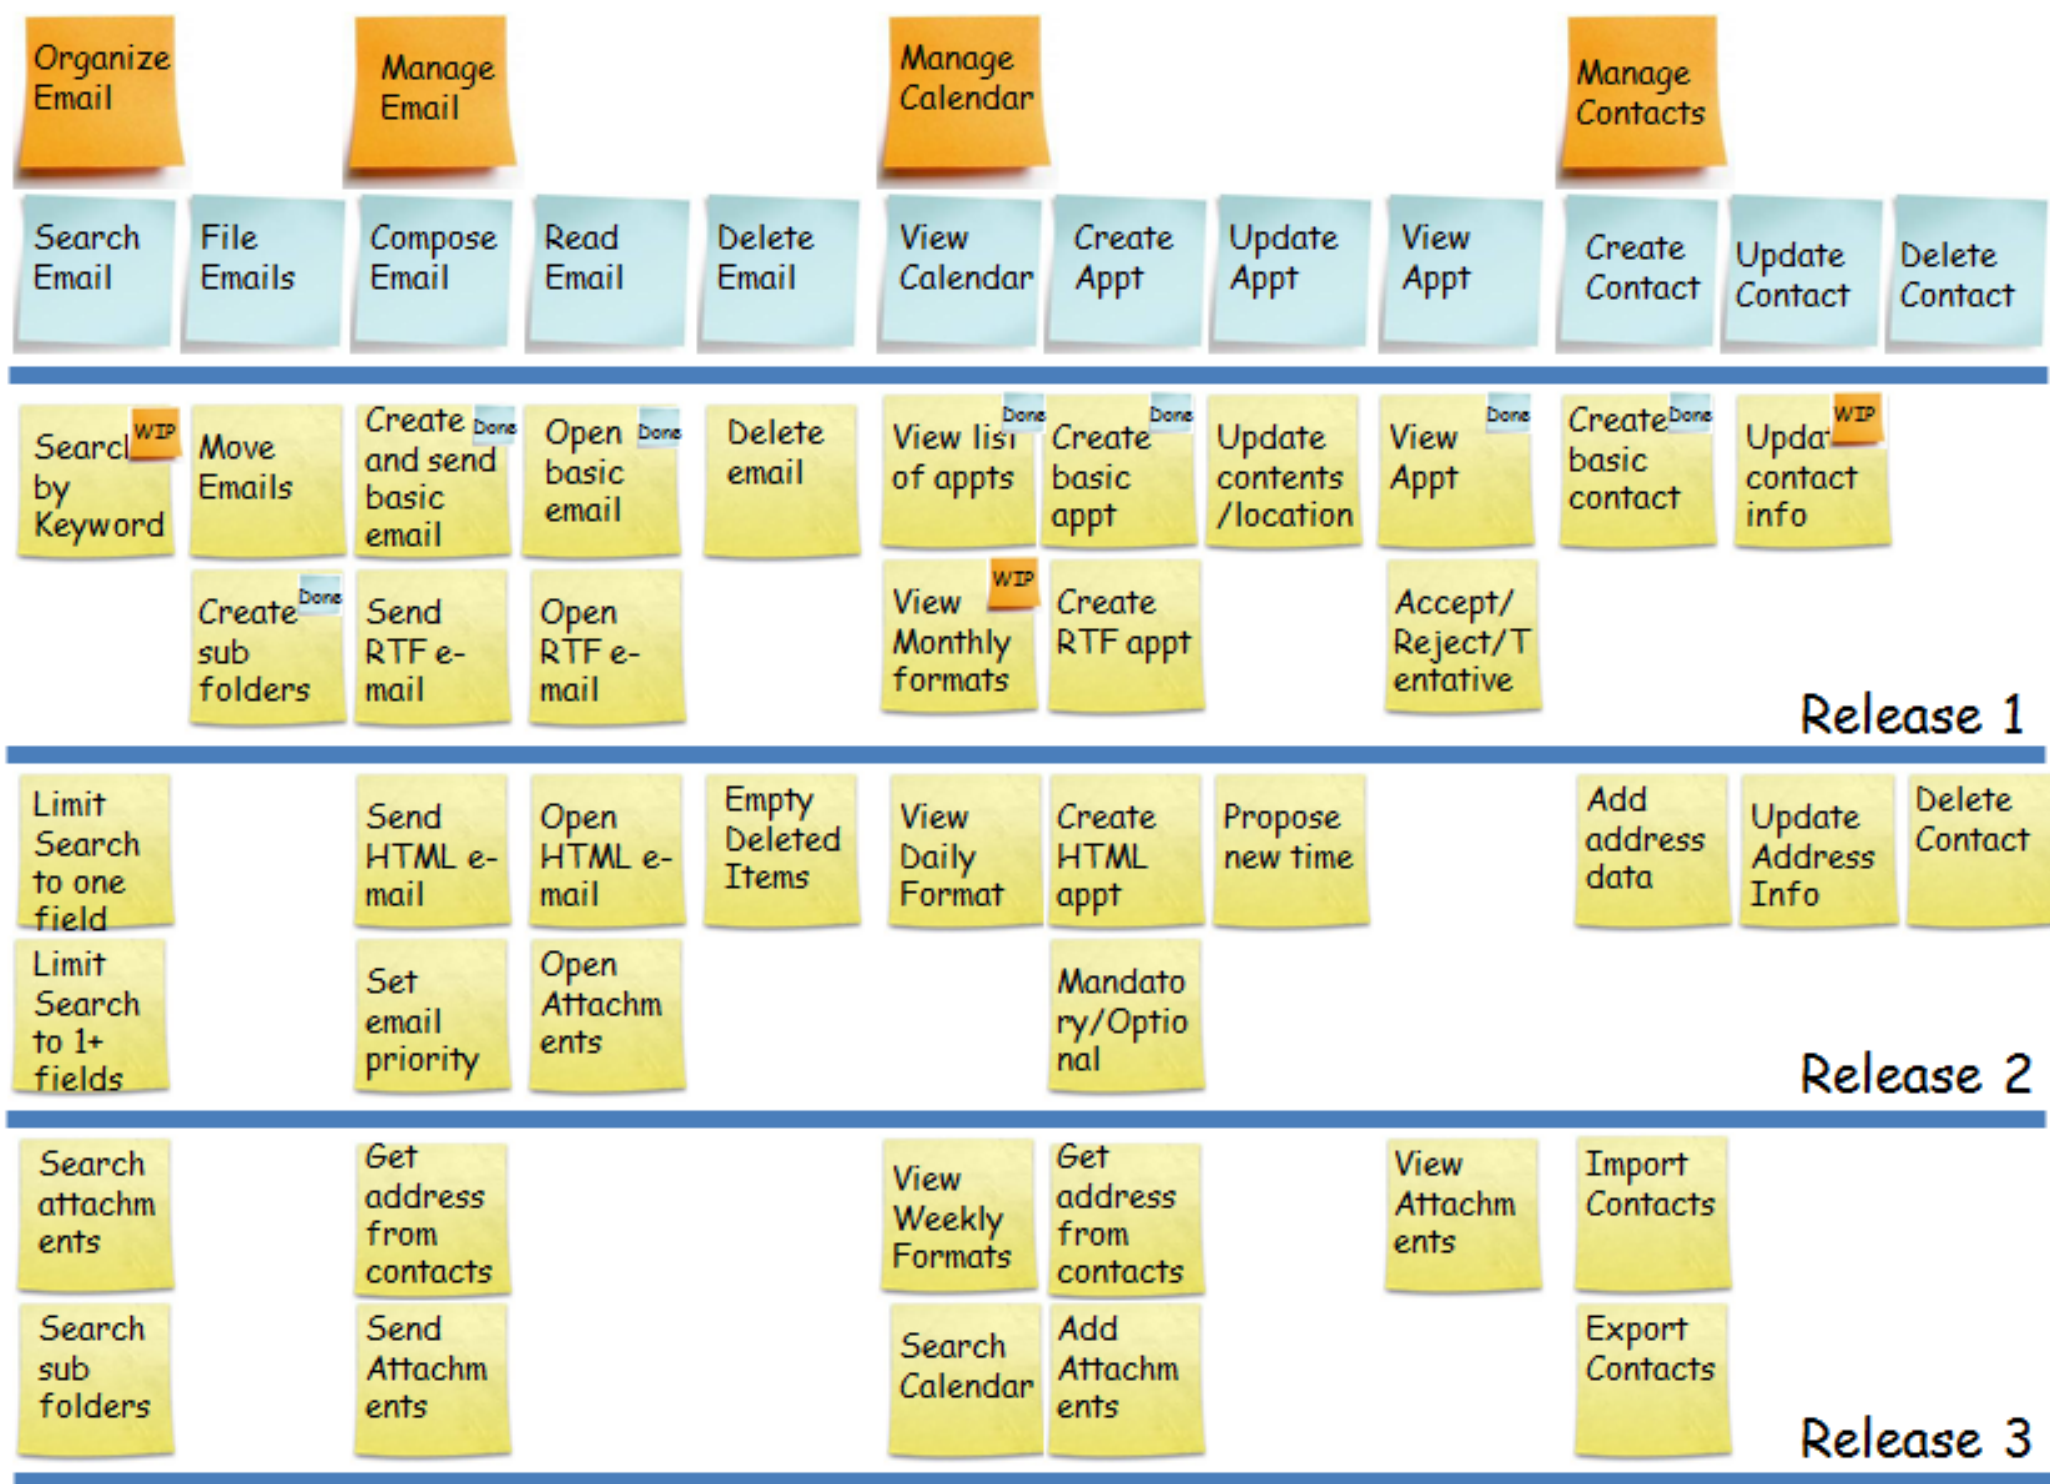 Organize
Email
Manage
Email
Manage
Calendar
Manage
Contacts
Search
Email
File
Emails
Compose
Email
Read
Email
Delete
Email
View
Calendar
Create
Appt
Update
Appt
View
Appt
Create
Contact
Update
Contact
Delete
Contact
Search
WIP
by
Keyword
Move
Emails
Create
Done
and send
basic
email
Open
Done
basic
email
Delete
email
Done
View list
of appts
Done
Create
basic
appt
Update
contents
/location
Done
View
Appt
Create
Done
basic
contact
WIP
Updat
contact
info
Create
Done
sub
folders
Send
RTF e-
mail
Open
RTF e-
mail
WIP
View
Monthly
formats
Create
RTF appt
Accept/
Reject/T
entative
Release 1
Limit
Search
to one
field
Send
HTML e-
mail
Open
HTML e-
mail
Empty
Deleted
Items
View
Daily
Format
Create
HTML
appt
Propose
new time
Add
address
data
Update
Address
Info
Delete
Contact
Limit
Search
to 1+
fields
Set
email
priority
Open
Attachm
ents
Mandato
ry/Optio
nal
Release 2
Search
attachm
ents
Get
address
from
contacts
View
Weekly
Formats
Get
address
from
contacts
View
Attachm
ents
Import
Contacts
Search
sub
folders
Send
Attachm
ents
Search
Calendar
Add
Attachm
ents
Export
Contacts
Release 3